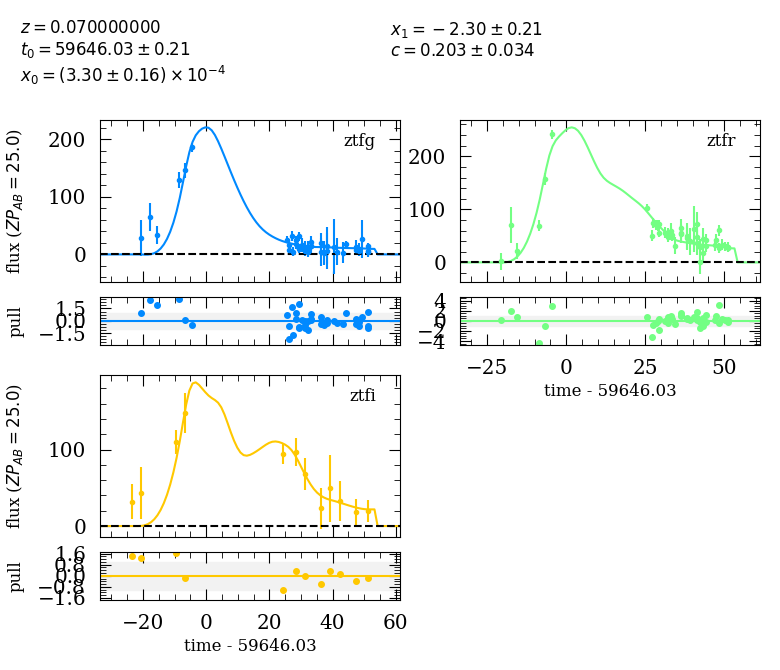 z = 0.070000000
t₀ = 59646.03 ± 0.21
x₀ = (3.30 ± 0.16) × 10⁻⁴
x₁ = −2.30 ± 0.21
c = 0.203 ± 0.034
flux (ZP_AB = 25.0)
200
100
0
ztfg
pull
1.5
0.0
−1.5
200
100
0
ztfr
4
2
0
−2
−4
−25 0 25 50
time - 59646.03
flux (ZP_AB = 25.0)
100
0
ztfi
pull
1.6
0.8
0.0
−0.8
−1.6
−20 0 20 40 60
time - 59646.03